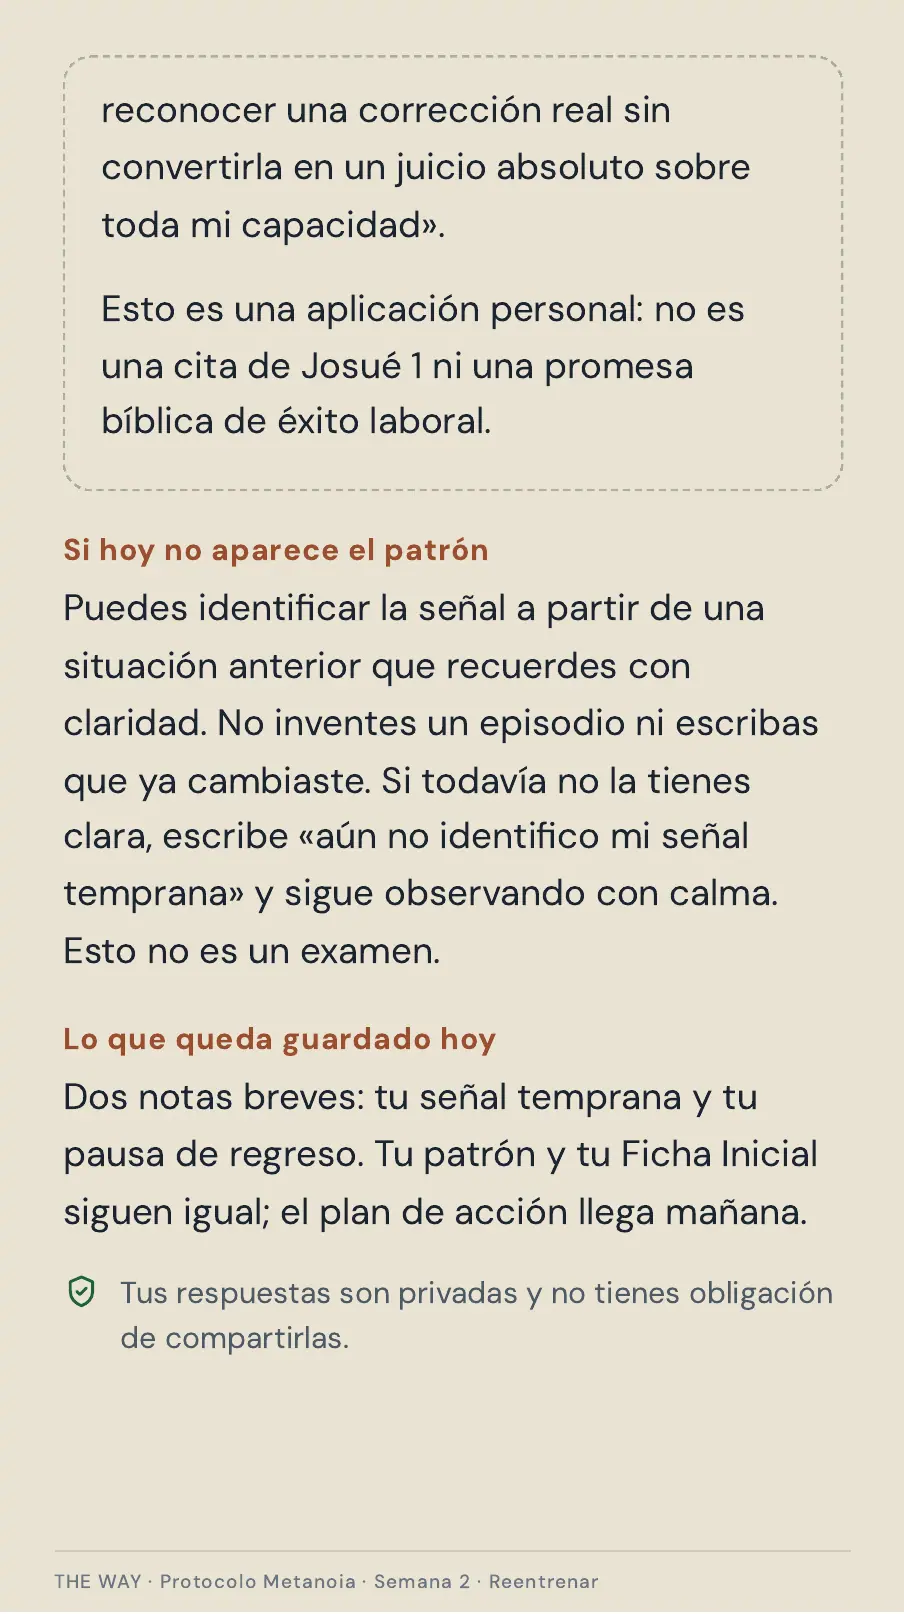 reconocer una corrección real sin
convertirla en un juicio absoluto sobre
toda mi capacidad».
Esto es una aplicación personal: no es
una cita de Josué 1 ni una promesa
bíblica de éxito laboral.
Si hoy no aparece el patrón
Puedes identificar la señal a partir de una
situación anterior que recuerdes con
claridad. No inventes un episodio ni escribas
que ya cambiaste. Si todavía no la tienes
clara, escribe «aún no identifico mi señal
temprana» y sigue observando con calma.
Esto no es un examen.
Lo que queda guardado hoy
Dos notas breves: tu señal temprana y tu
pausa de regreso. Tu patrón y tu Ficha Inicial
siguen igual; el plan de acción llega mañana.
Tus respuestas son privadas y no tienes obligación
de compartirlas.
THE WAY · Protocolo Metanoia · Semana 2 · Reentrenar